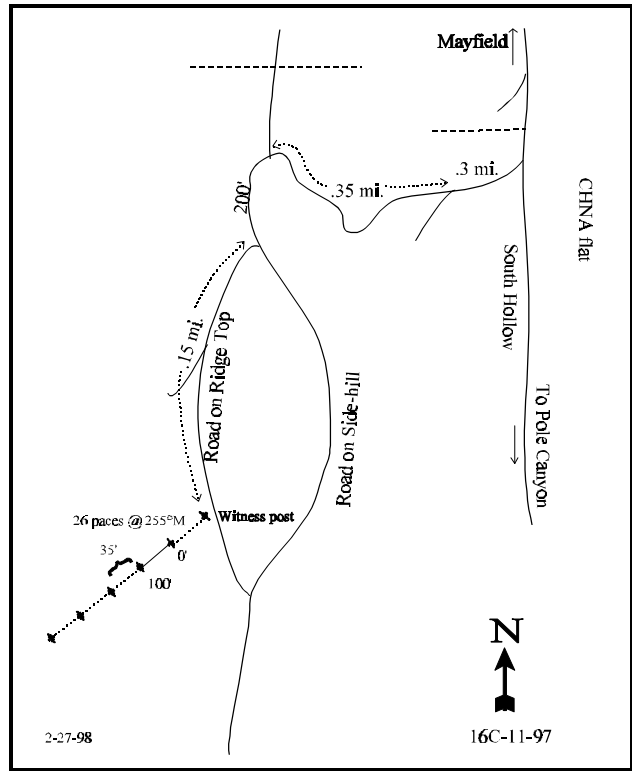 Mayfield
.3 mi.
.35 mi.
200'
CHNA flat
South Hollow
.15 mi.
Road on Ridge Top
Road on Side-hill
To Pole Canyon
26 paces @ 255°M
Witness post
35'
0'
100'
N
2-27-98
16C-11-97